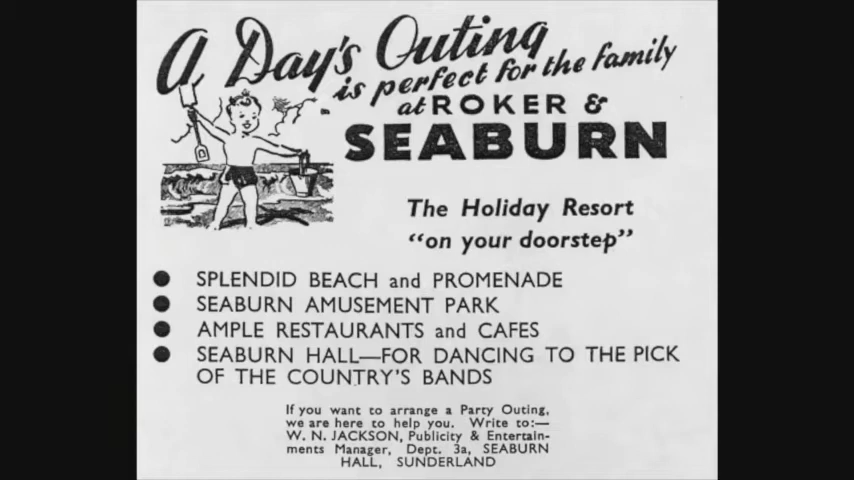 A Day's Outing
is perfect for the family
at ROKER &
SEABURN
The Holiday Resort
"on your doorstep"
● SPLENDID BEACH and PROMENADE
● SEABURN AMUSEMENT PARK
● AMPLE RESTAURANTS and CAFES
● SEABURN HALL—FOR DANCING TO THE PICK
OF THE COUNTRY'S BANDS
If you want to arrange a Party Outing,
we are here to help you. Write to:—
W. N. JACKSON, Publicity & Entertain-
ments Manager, Dept. 3a, SEABURN
HALL, SUNDERLAND